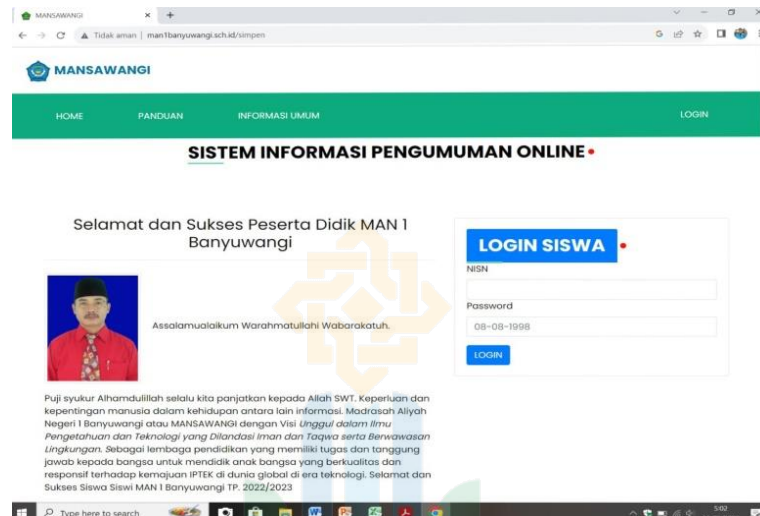 MANSAWANGI
Tidak aman | man1banyuwangi.sch.id/simpen
MANSAWANGI
HOME PANDUAN INFORMASI UMUM LOGIN
SISTEM INFORMASI PENGUMUMAN ONLINE
Selamat dan Sukses Peserta Didik MAN 1
Banyuwangi
Assalamualaikum Warahmatullahi Wabarakatuh.
Puji syukur Alhamdulillah selalu kita panjatkan kepada Allah SWT. Keperluan dan
kepentingan manusia dalam kehidupan antara lain informasi. Madrasah Aliyah
Negeri 1 Banyuwangi atau MANSAWANGI dengan Visi Unggul dalam Ilmu
Pengetahuan dan Teknologi yang Dilandasi Iman dan Taqwa serta Berwawasan
Lingkungan. Sebagai lembaga pendidikan yang memiliki tugas dan tanggung
jawab kepada bangsa untuk mendidik anak bangsa yang berkualitas dan
responsif terhadap kemajuan IPTEK di dunia global di era teknologi. Selamat dan
Sukses Siswa Siswi MAN 1 Banyuwangi TP. 2022/2023
LOGIN SISWA
NISN
Password
08-08-1998
LOGIN
Type here to search
5:02